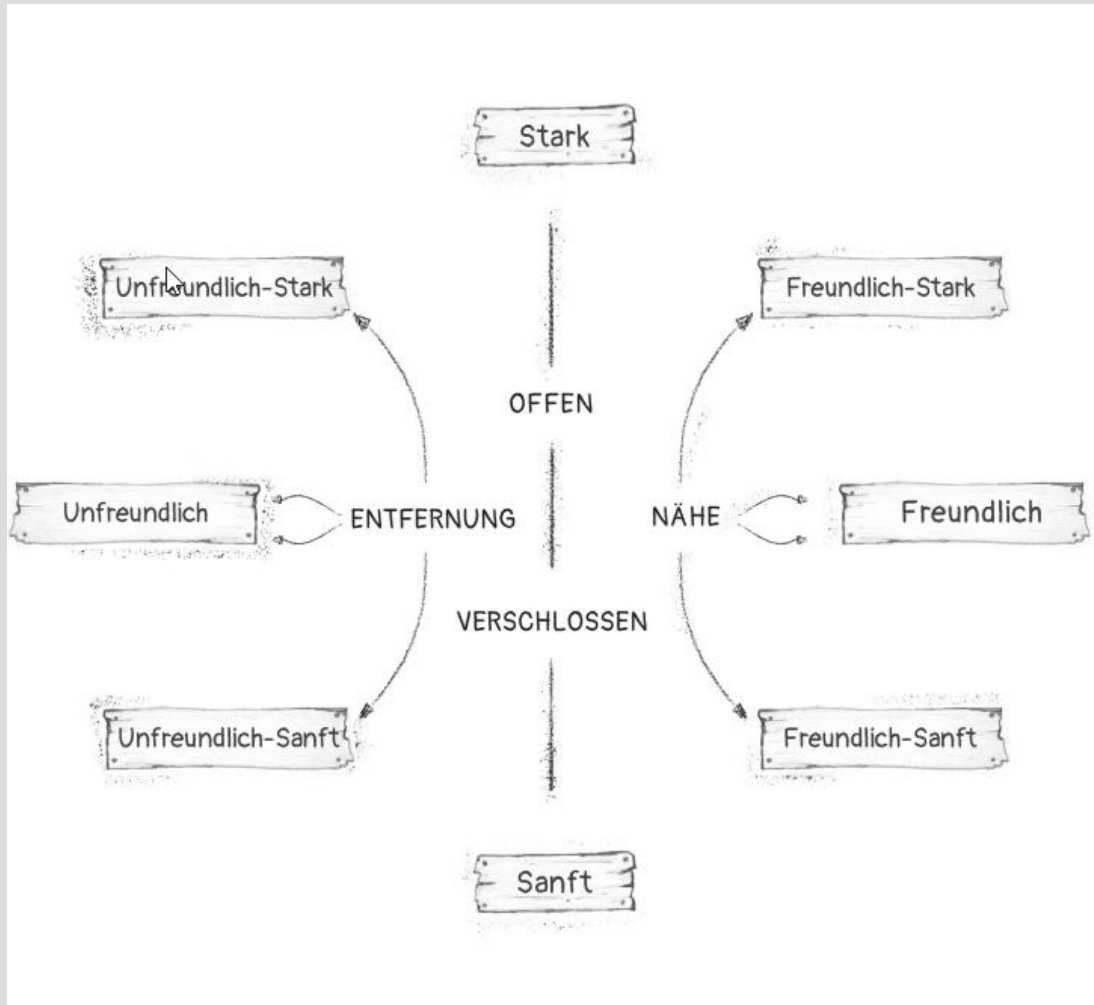 Stark
Unfreundlich-Stark
Freundlich-Stark
OFFEN
Unfreundlich
ENTFERNUNG
NÄHE
Freundlich
VERSCHLOSSEN
Unfreundlich-Sanft
Freundlich-Sanft
Sanft